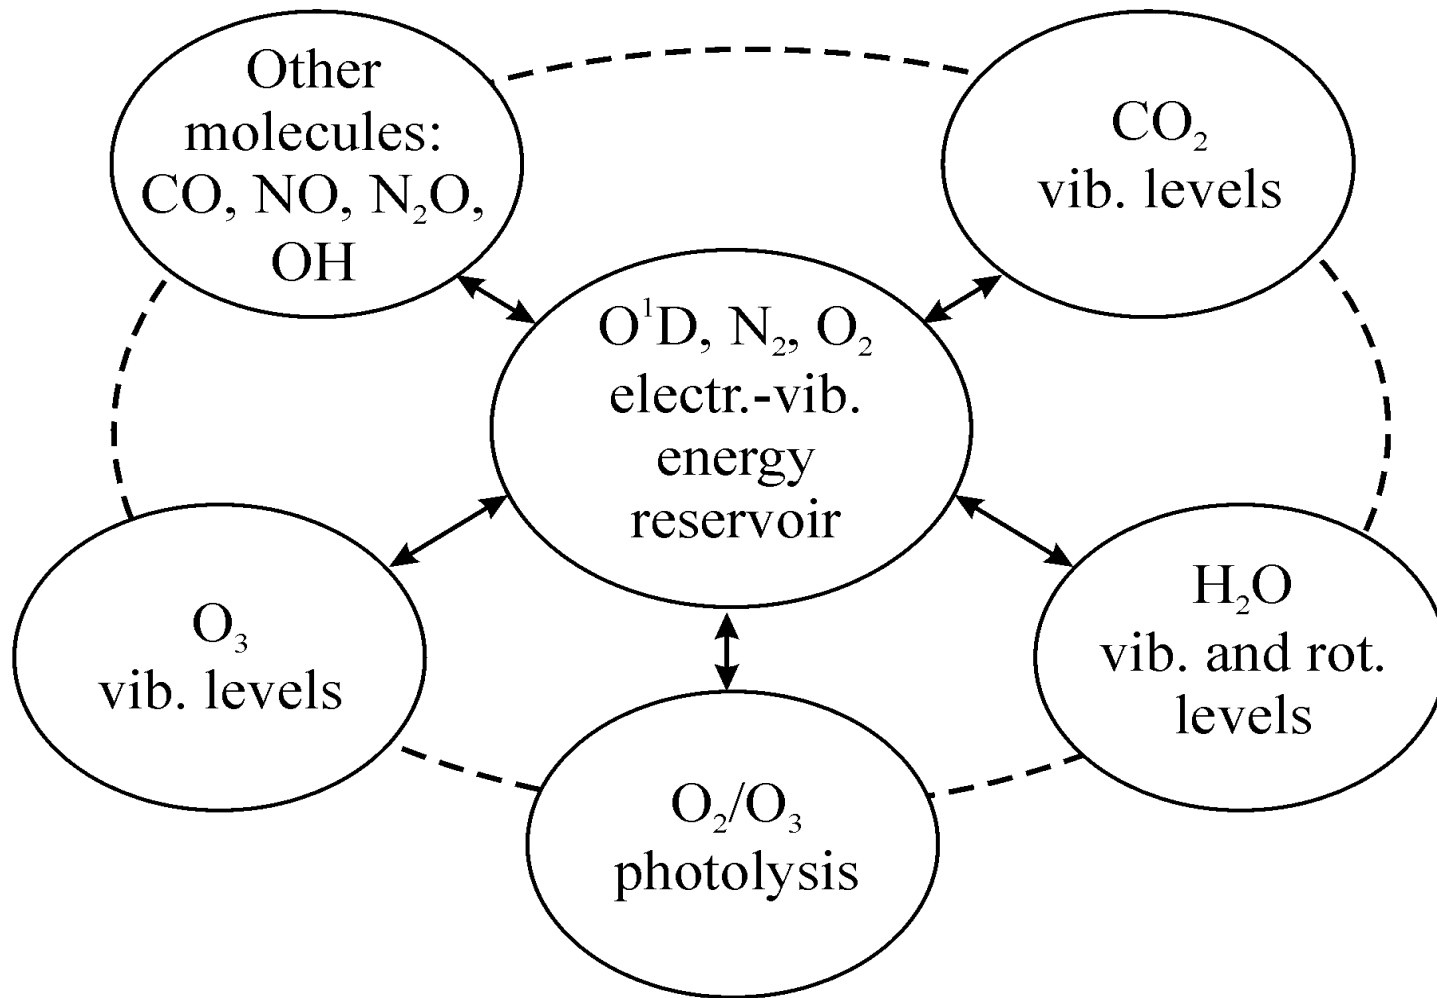 Other
molecules:
CO, NO, N₂O,
OH
CO₂
vib. levels
O¹D, N₂, O₂
electr.-vib.
energy
reservoir
O₃
vib. levels
H₂O
vib. and rot.
levels
O₂/O₃
photolysis